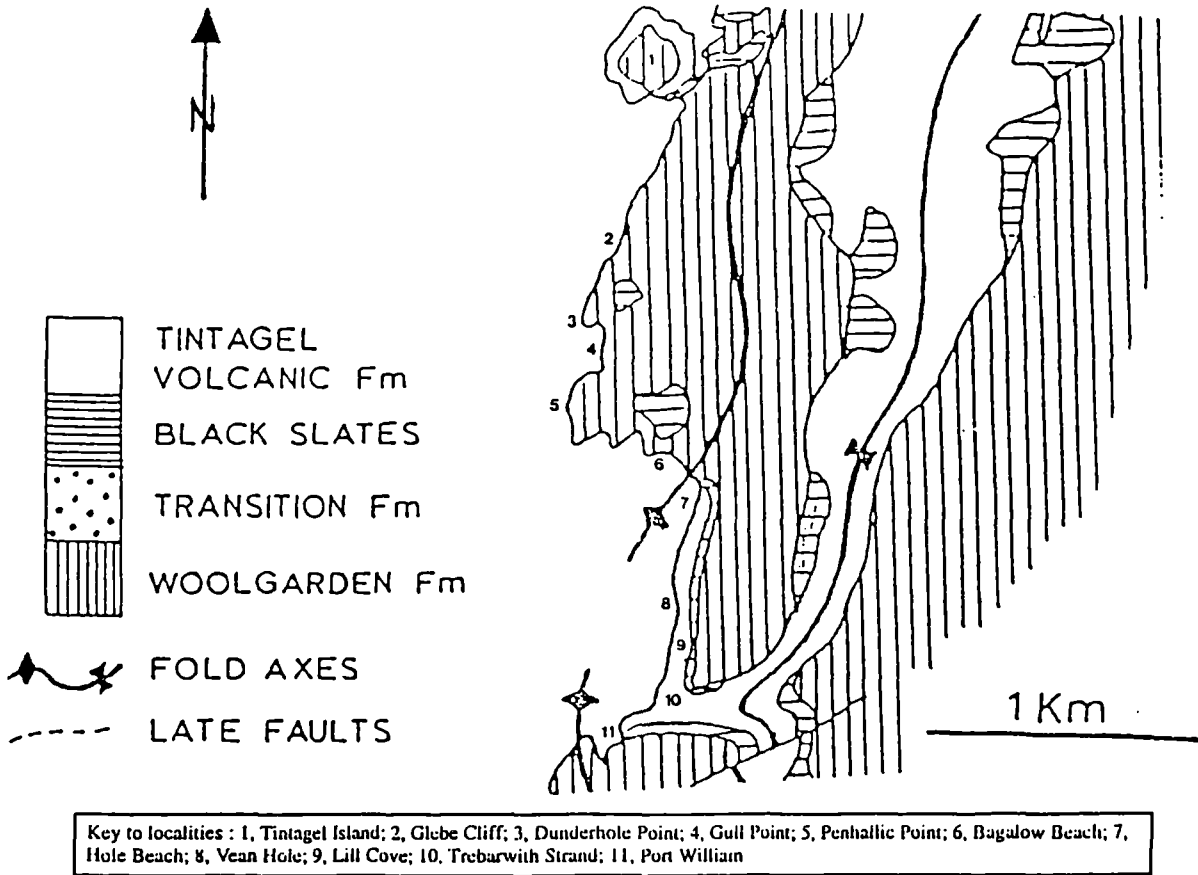 N
1
2
3
4
5
6
7
8
9
10
11
TINTAGEL
VOLCANIC Fm
BLACK SLATES
TRANSITION Fm
WOOLGARDEN Fm
FOLD AXES
LATE FAULTS
1 Km
Key to localities : 1, Tintagel Island; 2, Glebe Cliff; 3, Dunderhole Point; 4, Gull Point; 5, Penhallic Point; 6, Bagalow Beach; 7,
Hole Beach; 8, Vean Hole; 9, Lill Cove; 10, Trebarwith Strand; 11, Port William